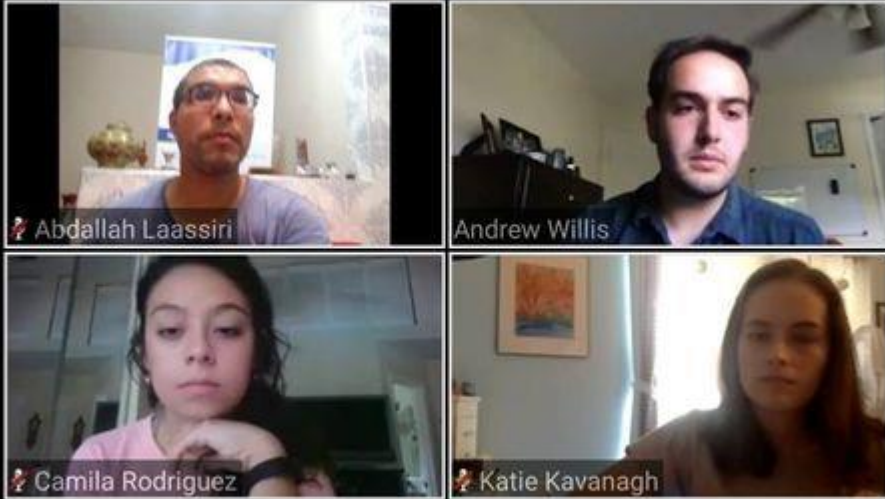 Abdallah Laassiri
Andrew Willis
Camila Rodriguez
Katie Kavanagh